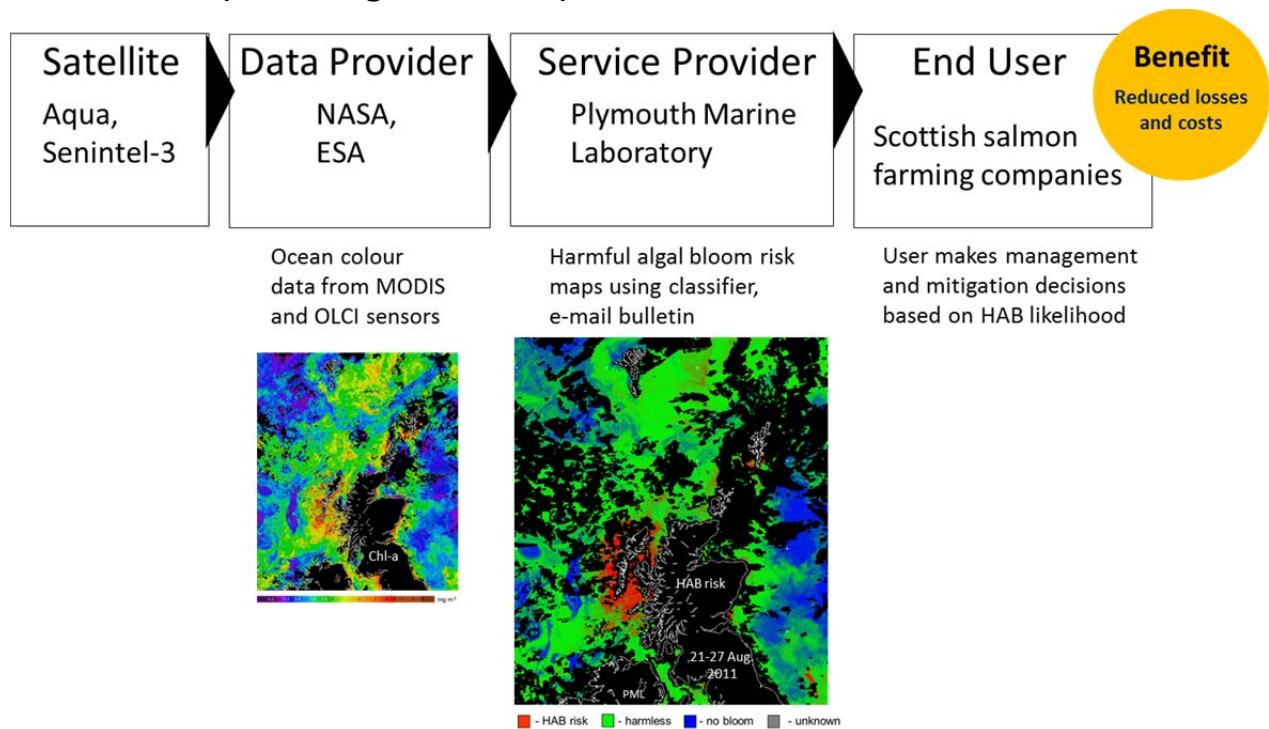 Satellite
Aqua,
Senintel-3
Data Provider
NASA,
ESA
Service Provider
Plymouth Marine
Laboratory
End User
Scottish salmon
farming companies
Benefit
Reduced losses
and costs
Ocean colour
data from MODIS
and OLCI sensors
Harmful algal bloom risk
maps using classifier,
e-mail bulletin
User makes management
and mitigation decisions
based on HAB likelihood
Chl-a
mg m-3
HAB risk
21-27 Aug
2011
PML
- HAB risk - harmless - no bloom - unknown